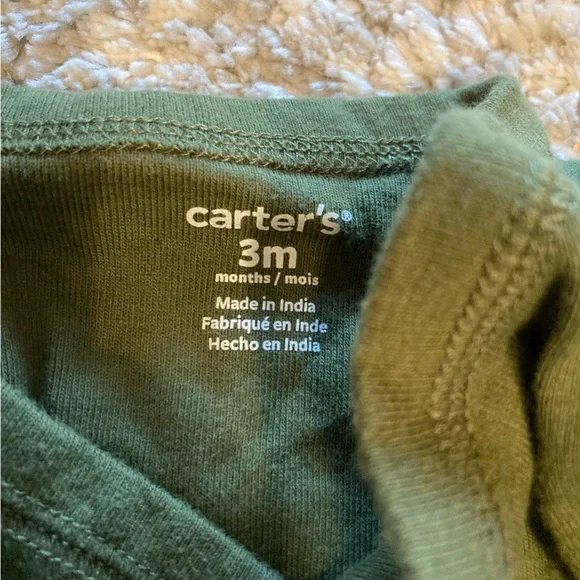 carter's®
3m
months / mois
Made in India
Fabriqué en Inde
Hecho en India